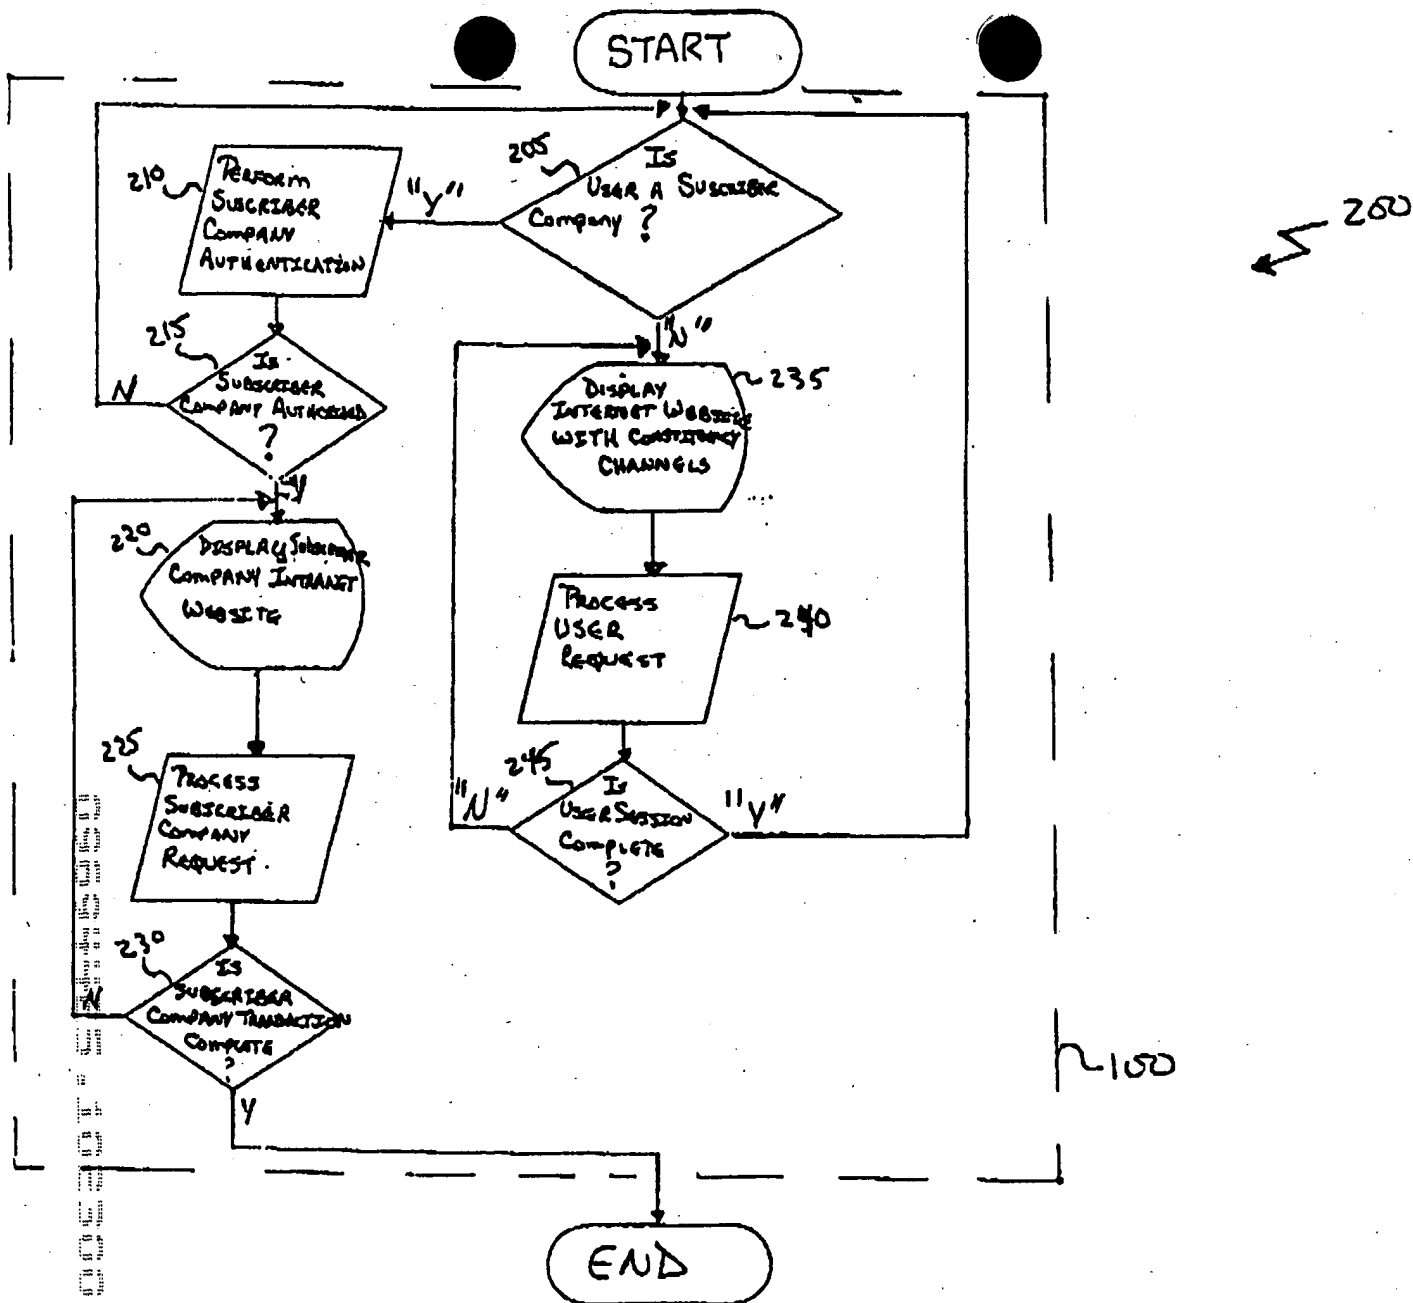 START
205
Is
USER A SUSCRIBER
Company ?
"Y"
210
PERFORM
SUSCRIBER
COMPANY
AUTHENTICATION
200
215
Is
SUBSCRIBER
COMPANY AUTHORIZED
?
N
Y
"N"
235
DISPLAY
INTERNET WEBSITE
WITH CONSTITUENCY
CHANNELS
220
DISPLAY SUBSCRIBER
COMPANY INTRANET
WEBSITE
PROCESS
USER
REQUEST
240
225
PROCESS
SUBSCRIBER
COMPANY
REQUEST
245
Is
USER SESSION
COMPLETE
?
"N"
"Y"
230
IS
SUBSCRIBER
COMPANY TRANSACTION
COMPLETE
?
N
Y
100
END